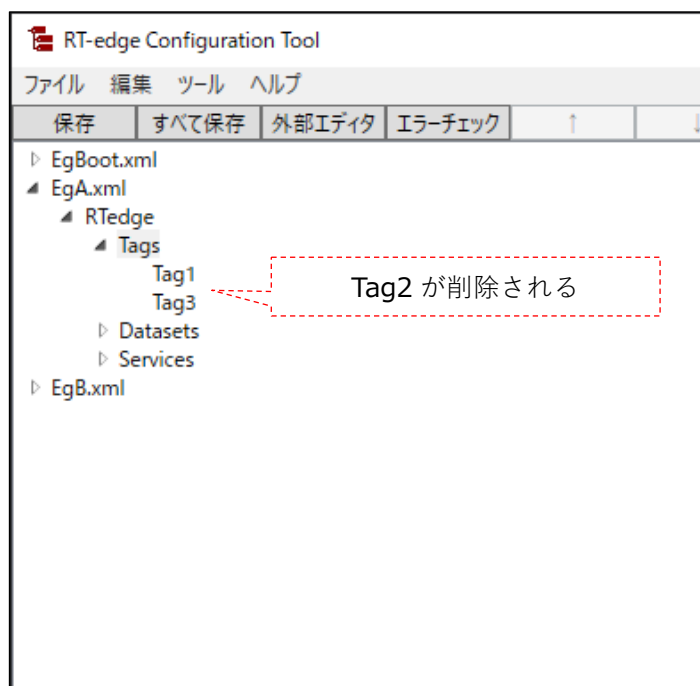 RT-edge Configuration Tool
ファイル 編集 ツール ヘルプ
保存 すべて保存 外部エディタ エラーチェック ↑ ↓
EgBoot.xml
EgA.xml
RTedge
Tags
Tag1
Tag2 が削除される
Tag3
Datasets
Services
EgB.xml